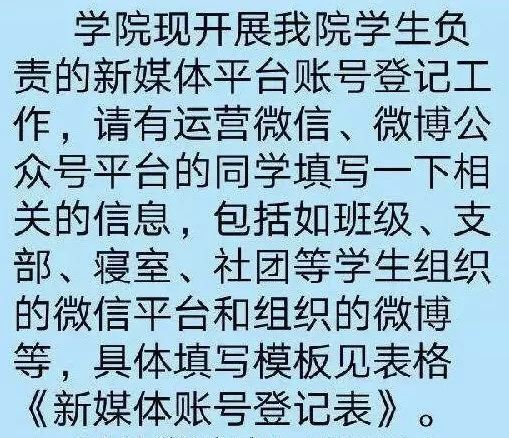 学院现开展我院学生负
责的新媒体平台账号登记工
作，请有运营微信、微博公
众号平台的同学填写一下相
关的信息，包括如班级、支
部、寝室、社团等学生组织
的微信平台和组织的微博
等，具体填写模板见表格
《新媒体账号登记表》。